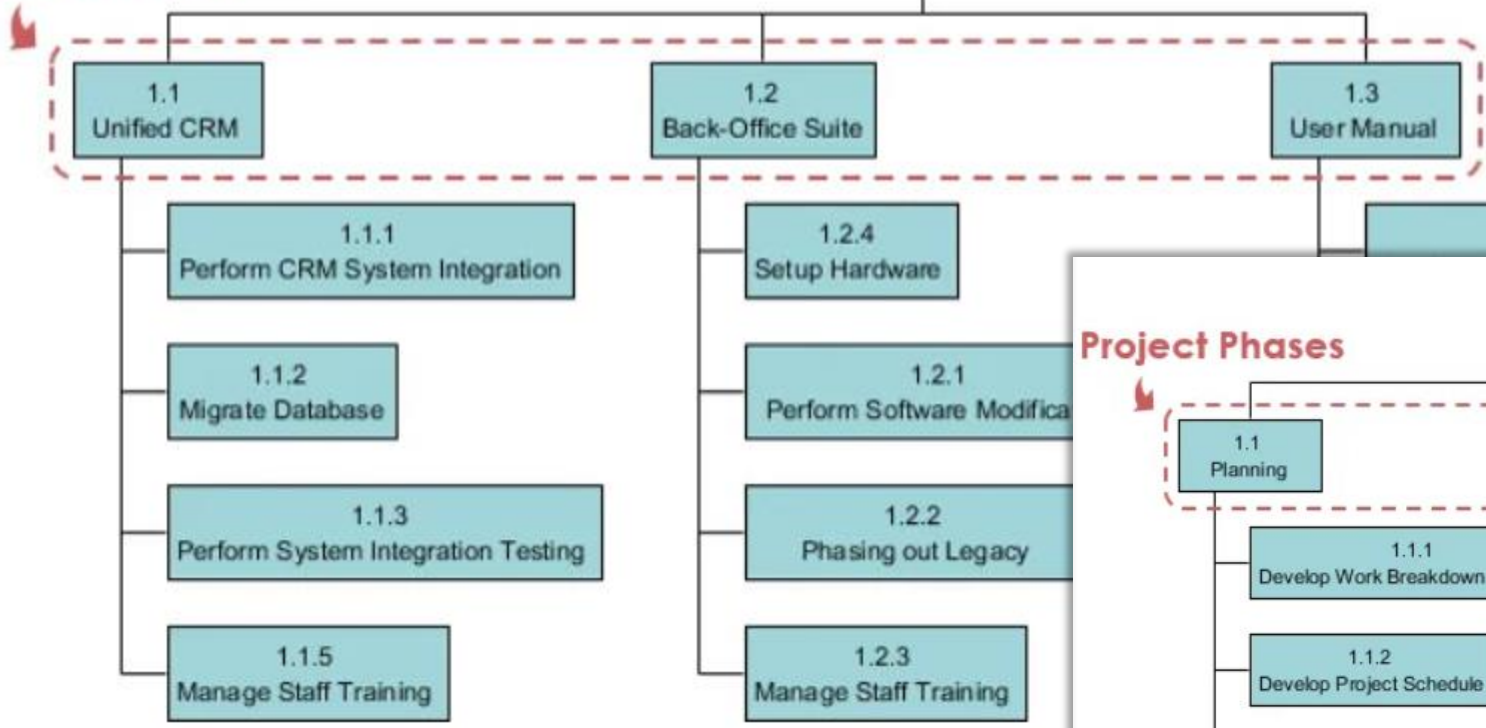 1.1
Unified CRM
1.2
Back-Office Suite
1.3
User Manual
1.1.1
Perform CRM System Integration
1.1.2
Migrate Database
1.1.3
Perform System Integration Testing
1.1.5
Manage Staff Training
1.2.4
Setup Hardware
1.2.1
Perform Software Modifica
1.2.2
Phasing out Legacy
1.2.3
Manage Staff Training
Project Phases
1.1
Planning
1.1.1
Develop Work Breakdown
1.1.2
Develop Project Schedule